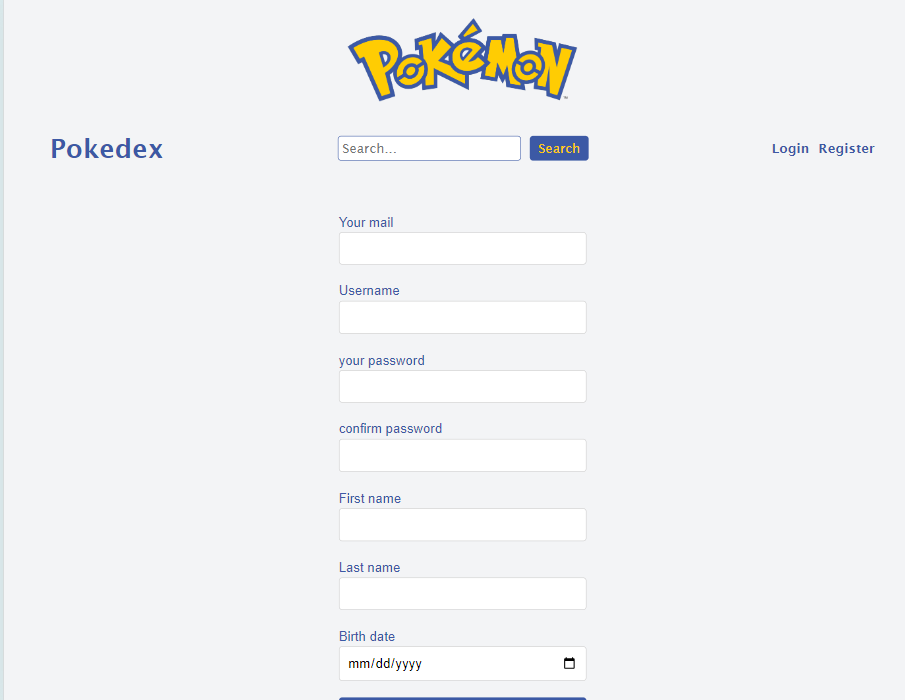 POKéMON
TM
Pokedex
Search...
Search
Login Register
Your mail
Username
your password
confirm password
First name
Last name
Birth date
mm/dd/yyyy